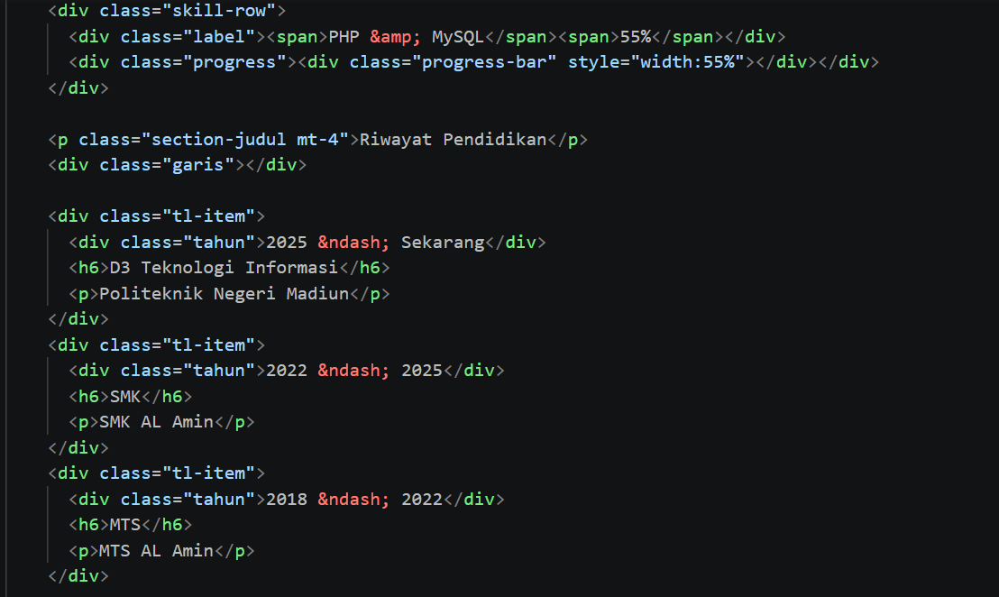 <div class="skill-row">
  <div class="label"><span>PHP &amp; MySQL</span><span>55%</span></div>
  <div class="progress"><div class="progress-bar" style="width:55%"></div></div>
</div>

<p class="section-judul mt-4">Riwayat Pendidikan</p>
<div class="garis"></div>

<div class="tl-item">
  <div class="tahun">2025 &ndash; Sekarang</div>
  <h6>D3 Teknologi Informasi</h6>
  <p>Politeknik Negeri Madiun</p>
</div>
<div class="tl-item">
  <div class="tahun">2022 &ndash; 2025</div>
  <h6>SMK</h6>
  <p>SMK AL Amin</p>
</div>
<div class="tl-item">
  <div class="tahun">2018 &ndash; 2022</div>
  <h6>MTS</h6>
  <p>MTS AL Amin</p>
</div>